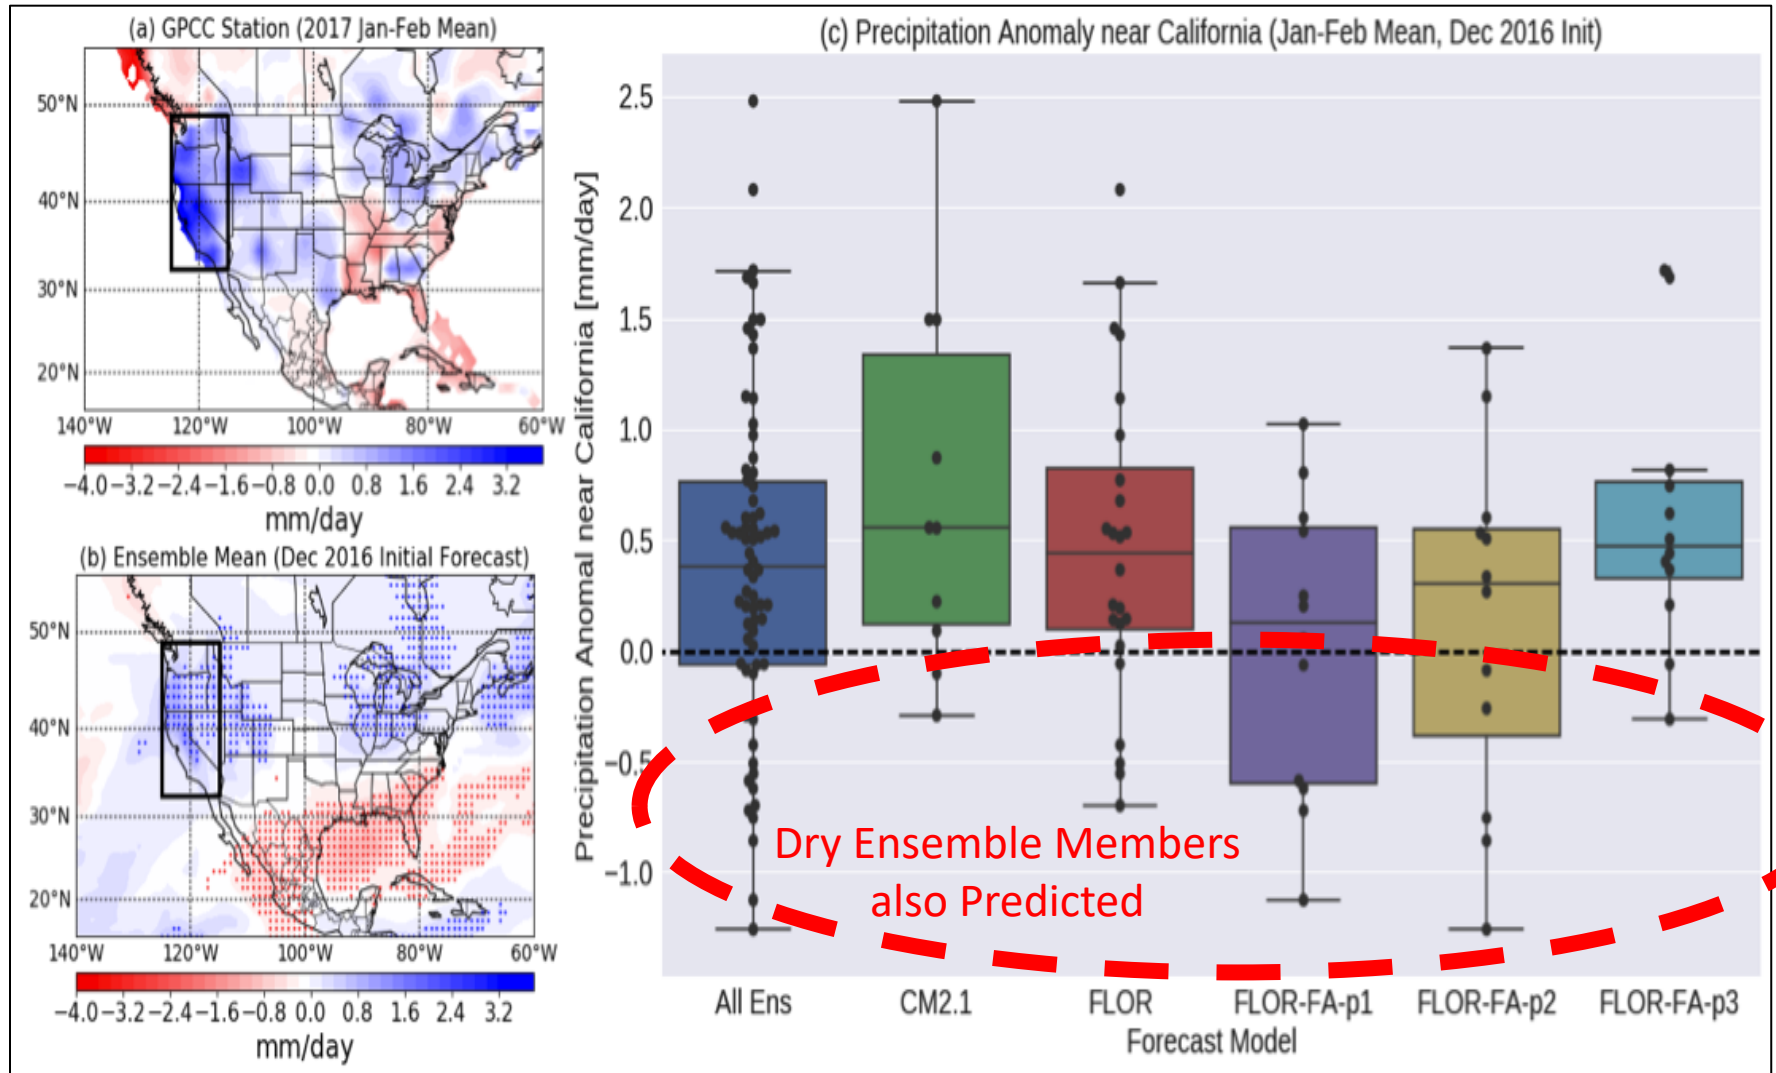 (a) GPCC Station (2017 Jan-Feb Mean)
50°N
40°N
30°N
20°N
140°W 120°W 100°W 80°W 60°W
−4.0 −3.2 −2.4 −1.6 −0.8 0.0 0.8 1.6 2.4 3.2
mm/day
(b) Ensemble Mean (Dec 2016 Initial Forecast)
50°N
40°N
30°N
20°N
140°W 120°W 100°W 80°W 60°W
−4.0 −3.2 −2.4 −1.6 −0.8 0.0 0.8 1.6 2.4 3.2
mm/day
(c) Precipitation Anomaly near California (Jan-Feb Mean, Dec 2016 Init)
Precipitation Anomal near California [mm/day]
2.5
2.0
1.5
1.0
0.5
0.0
−0.5
−1.0
Dry Ensemble Members
also Predicted
All Ens CM2.1 FLOR FLOR-FA-p1 FLOR-FA-p2 FLOR-FA-p3
Forecast Model